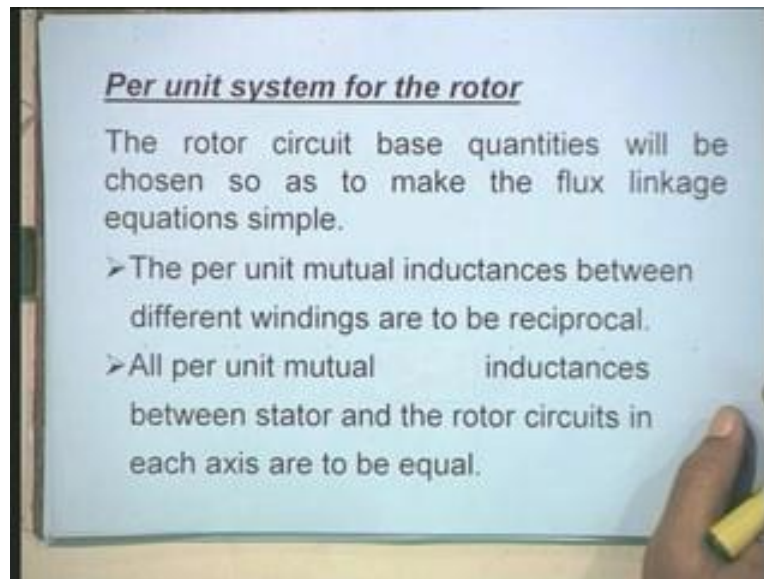 Per unit system for the rotor
The rotor circuit base quantities will be
chosen so as to make the flux linkage
equations simple.
➢The per unit mutual inductances between
different windings are to be reciprocal.
➢All per unit mutual inductances
between stator and the rotor circuits in
each axis are to be equal.